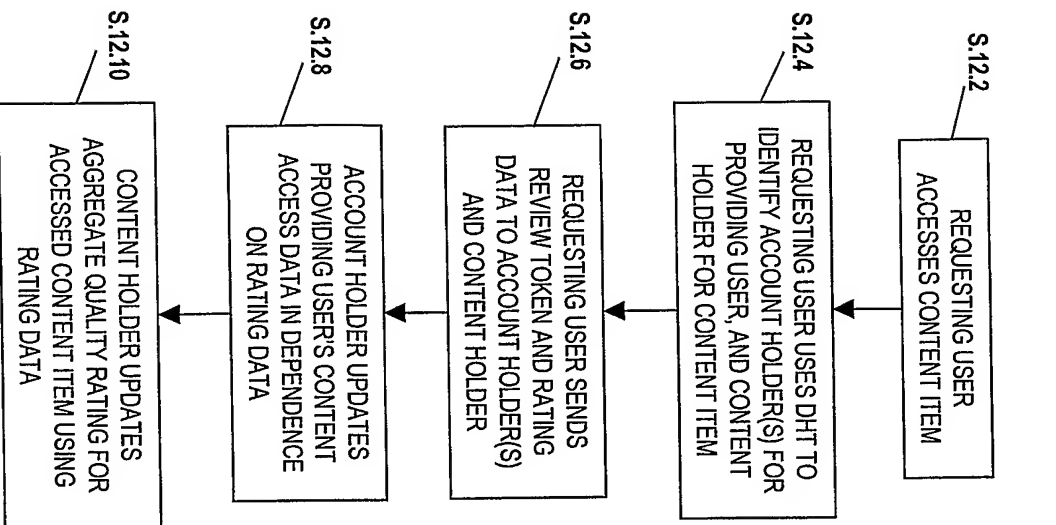 S.12.2
REQUESTING USER
ACCESSES CONTENT ITEM
S.12.4
REQUESTING USER USES DHT TO
IDENTIFY ACCOUNT HOLDER(S) FOR
PROVIDING USER, AND CONTENT
HOLDER FOR CONTENT ITEM
S.12.6
REQUESTING USER SENDS
REVIEW TOKEN AND RATING
DATA TO ACCOUNT HOLDER(S)
AND CONTENT HOLDER
S.12.8
ACCOUNT HOLDER UPDATES
PROVIDING USER'S CONTENT
ACCESS DATA IN DEPENDENCE
ON RATING DATA
S.12.10
CONTENT HOLDER UPDATES
AGGREGATE QUALITY RATING FOR
ACCESSED CONTENT ITEM USING
RATING DATA